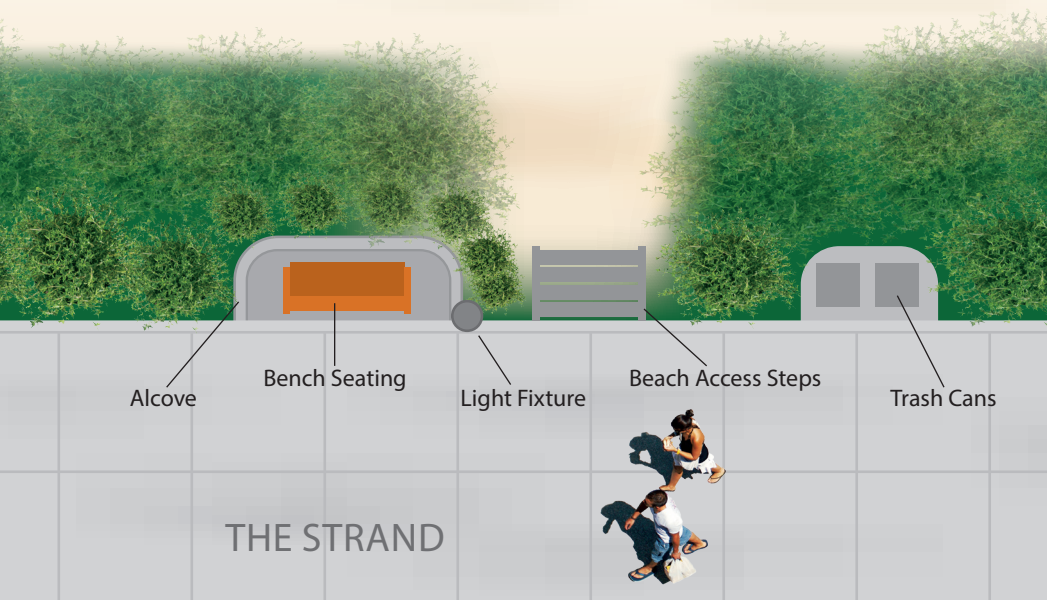 Bench Seating
Beach Access Steps
Alcove
Light Fixture
Trash Cans
THE STRAND